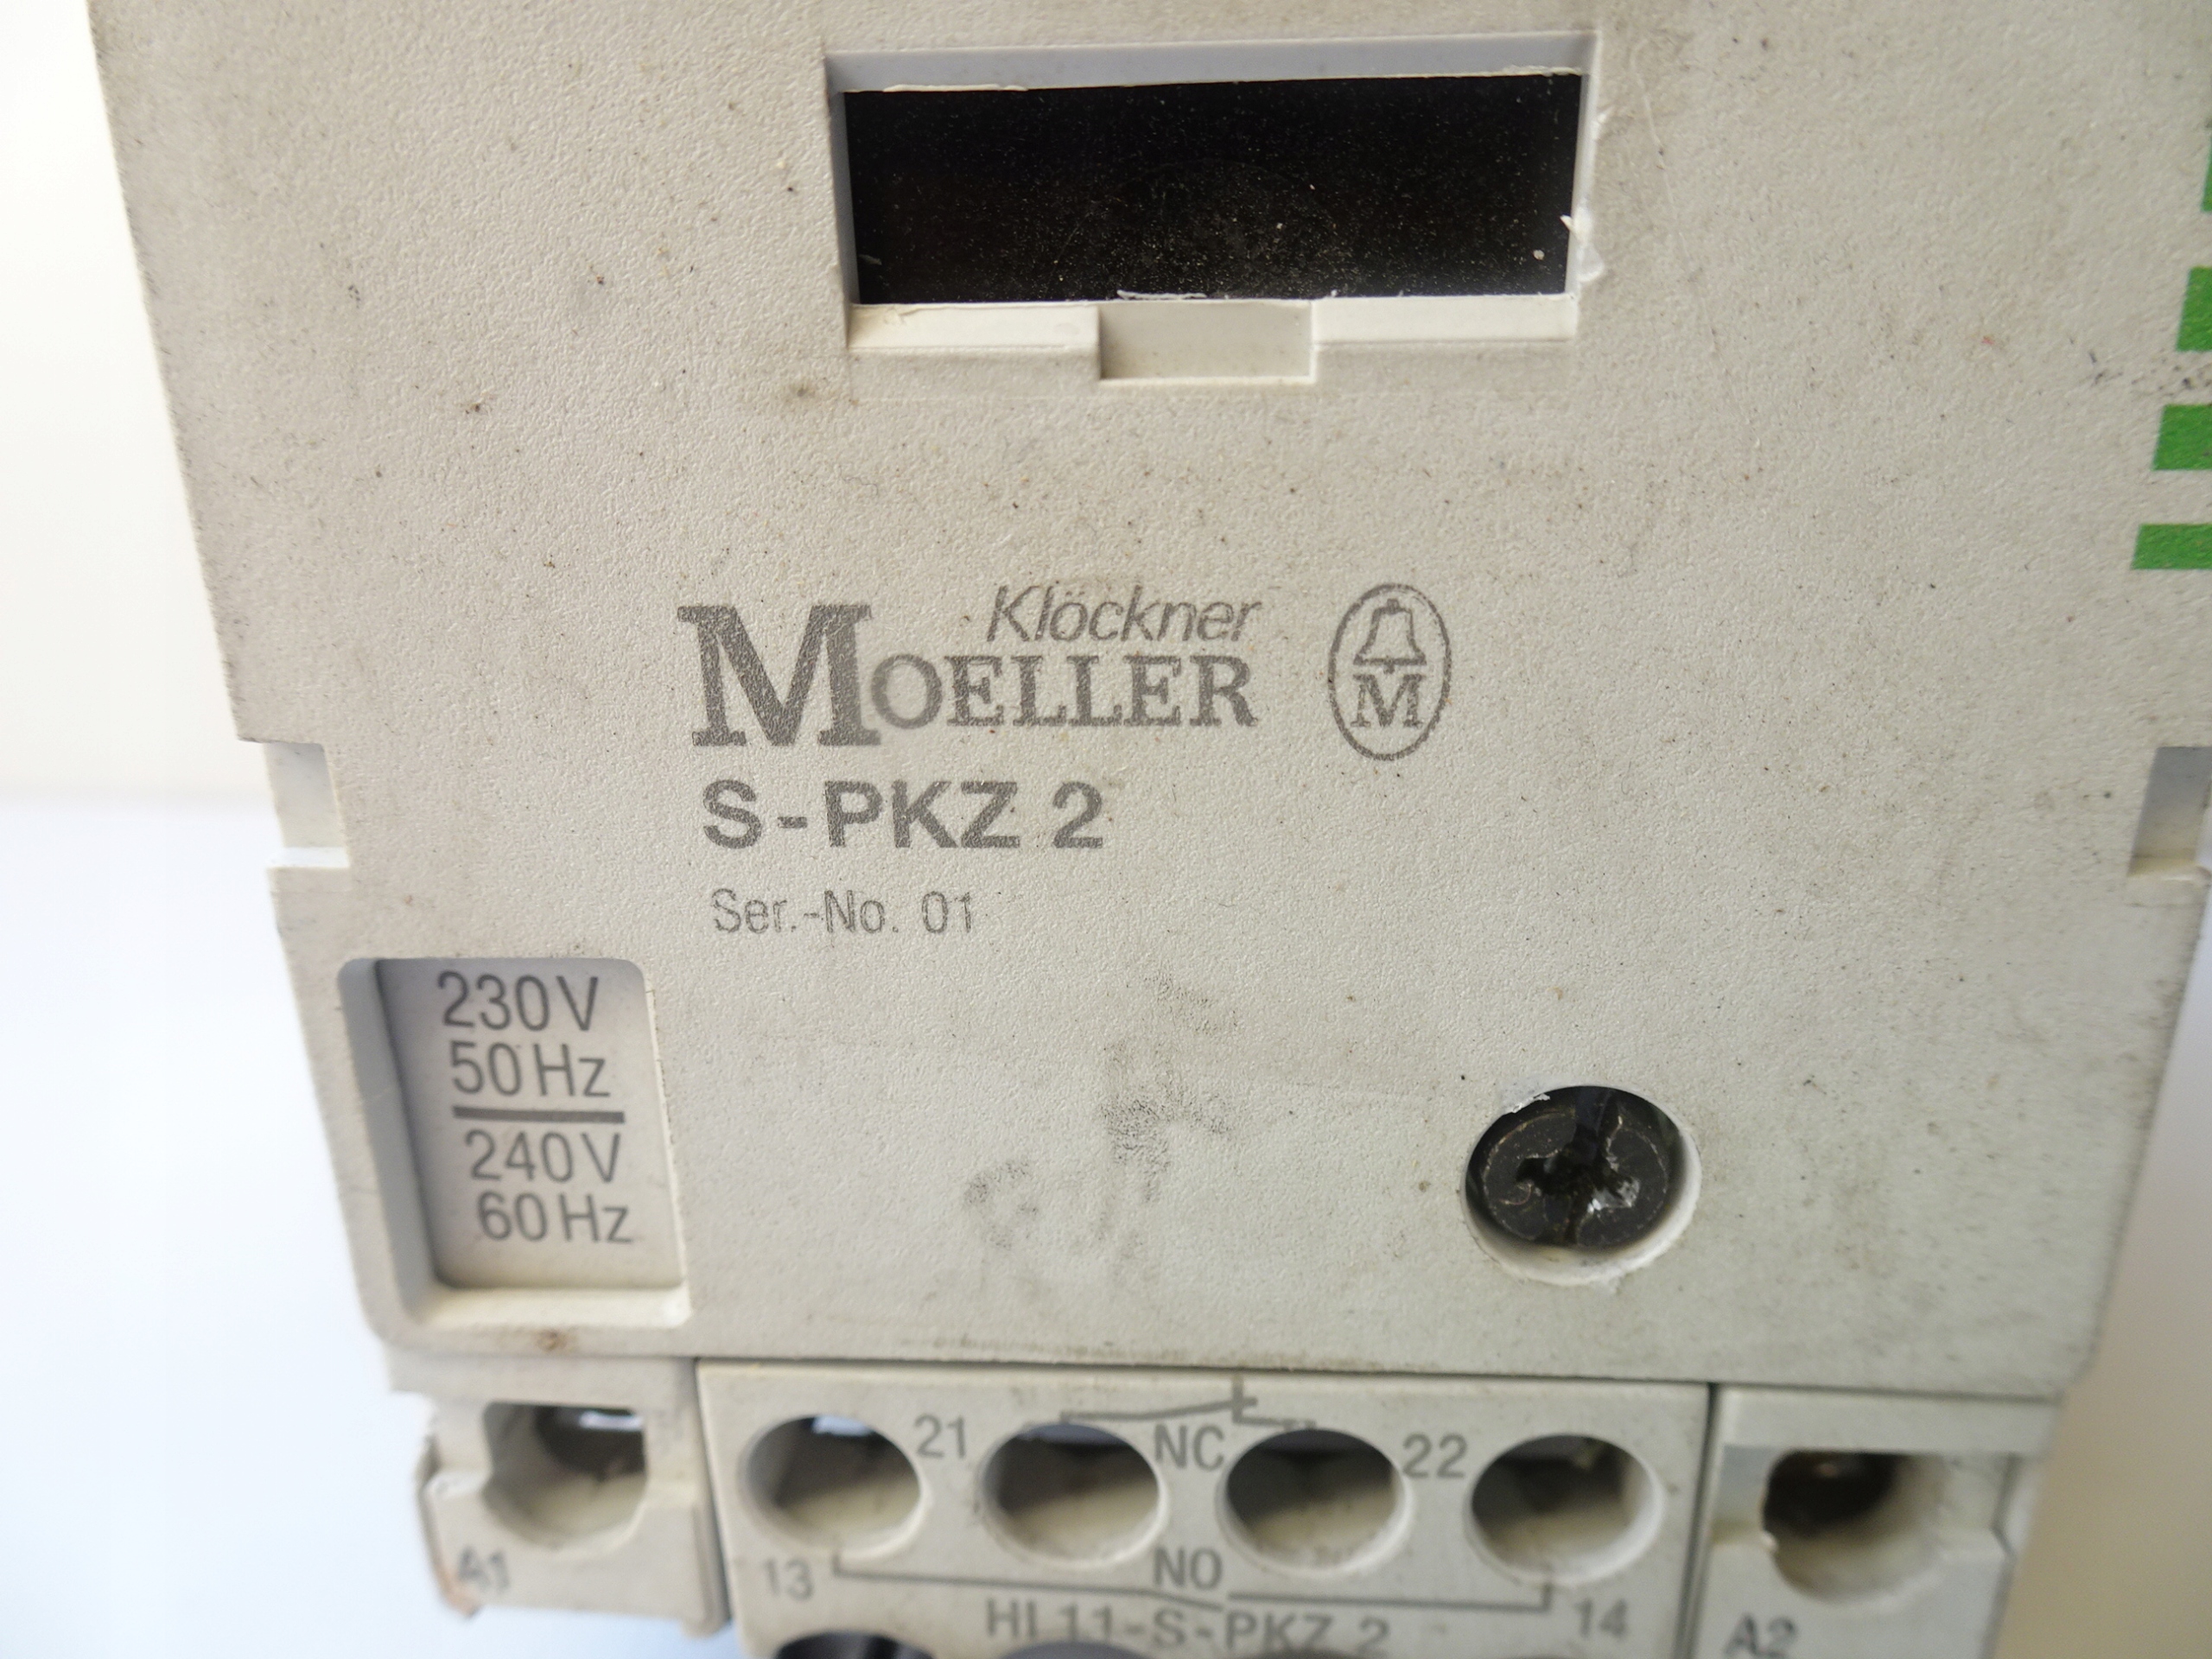 Klöckner
MOELLER
M
S-PKZ 2
Ser.-No. 01
230V
50Hz
240V
60Hz
21 NC 22
13 NO 14
HI 11-S-PKZ 2
A1
A2